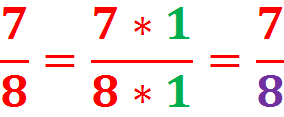 7/8 = 7 * 1/8 * 1 = 7/8